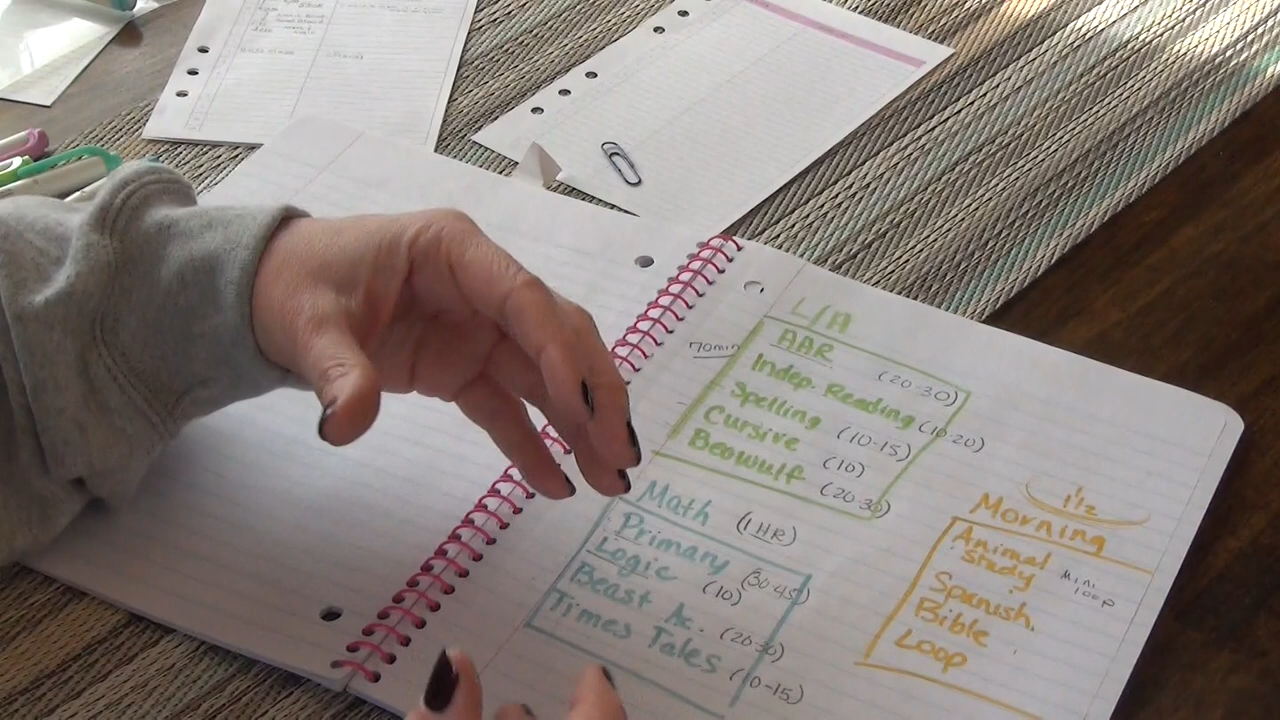 L/A
70min
AAR (20-30)
Indep. Reading (10-20)
Spelling (10-15)
Cursive (10)
Beowulf (20-30)
Math (1 HR)
Primary (30-45)
Logic (10)
Beast Ac. (20-30)
Times Tales (10-15)
1 1/2
Morning
Animal
Study mini
loop
Spanish
Bible
Loop